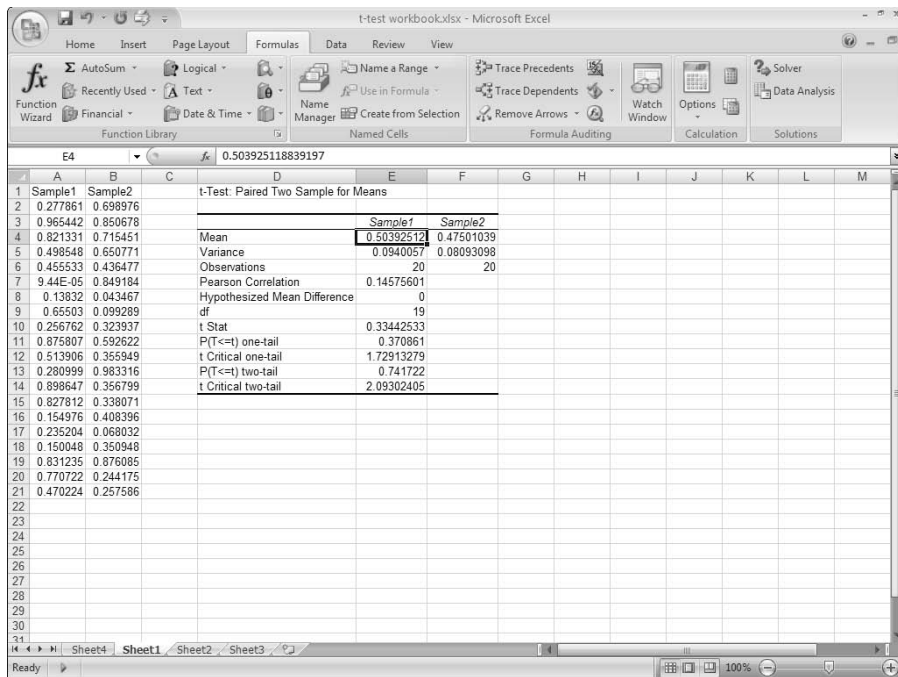 t-test workbook.xlsx - Microsoft Excel
Home Insert Page Layout Formulas Data Review View
fx Function Wizard
Σ AutoSum
Recently Used
Financial
Logical
Text
Date & Time
Function Library
Name Manager
Name a Range
Use in Formula
Create from Selection
Named Cells
Trace Precedents
Trace Dependents
Remove Arrows
Formula Auditing
Watch Window
Options
Calculation
Solver
Data Analysis
Solutions
E4 fx 0.503925118839197
A B C D E F G H I J K L M
1 Sample1 Sample2 t-Test: Paired Two Sample for Means
2 0.277861 0.698976
3 0.965442 0.850678 Sample1 Sample2
4 0.821331 0.715451 Mean 0.50392512 0.47501039
5 0.498548 0.650771 Variance 0.0940057 0.08093098
6 0.455533 0.436477 Observations 20 20
7 9.44E-05 0.849184 Pearson Correlation 0.14575601
8 0.13832 0.043467 Hypothesized Mean Difference 0
9 0.65503 0.099289 df 19
10 0.256762 0.323937 t Stat 0.33442533
11 0.875807 0.592622 P(T<=t) one-tail 0.370861
12 0.513906 0.355949 t Critical one-tail 1.72913279
13 0.280999 0.983316 P(T<=t) two-tail 0.741722
14 0.898647 0.356799 t Critical two-tail 2.09302405
15 0.827812 0.338071
16 0.154976 0.408396
17 0.235204 0.068032
18 0.150048 0.350948
19 0.831235 0.876085
20 0.770722 0.244175
21 0.470224 0.257586
22
23
24
25
26
27
28
29
30
31
Sheet4 Sheet1 Sheet2 Sheet3
Ready 100%